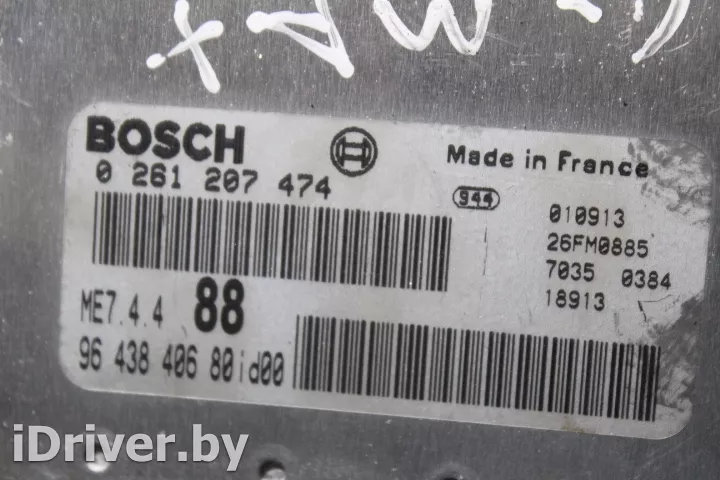 BOSCH
Made in France
0 261 207 474
944
010913
26FM0885
7035 0384
18913
ME7.4.4 88
96 438 406 80id00
iDriver.by